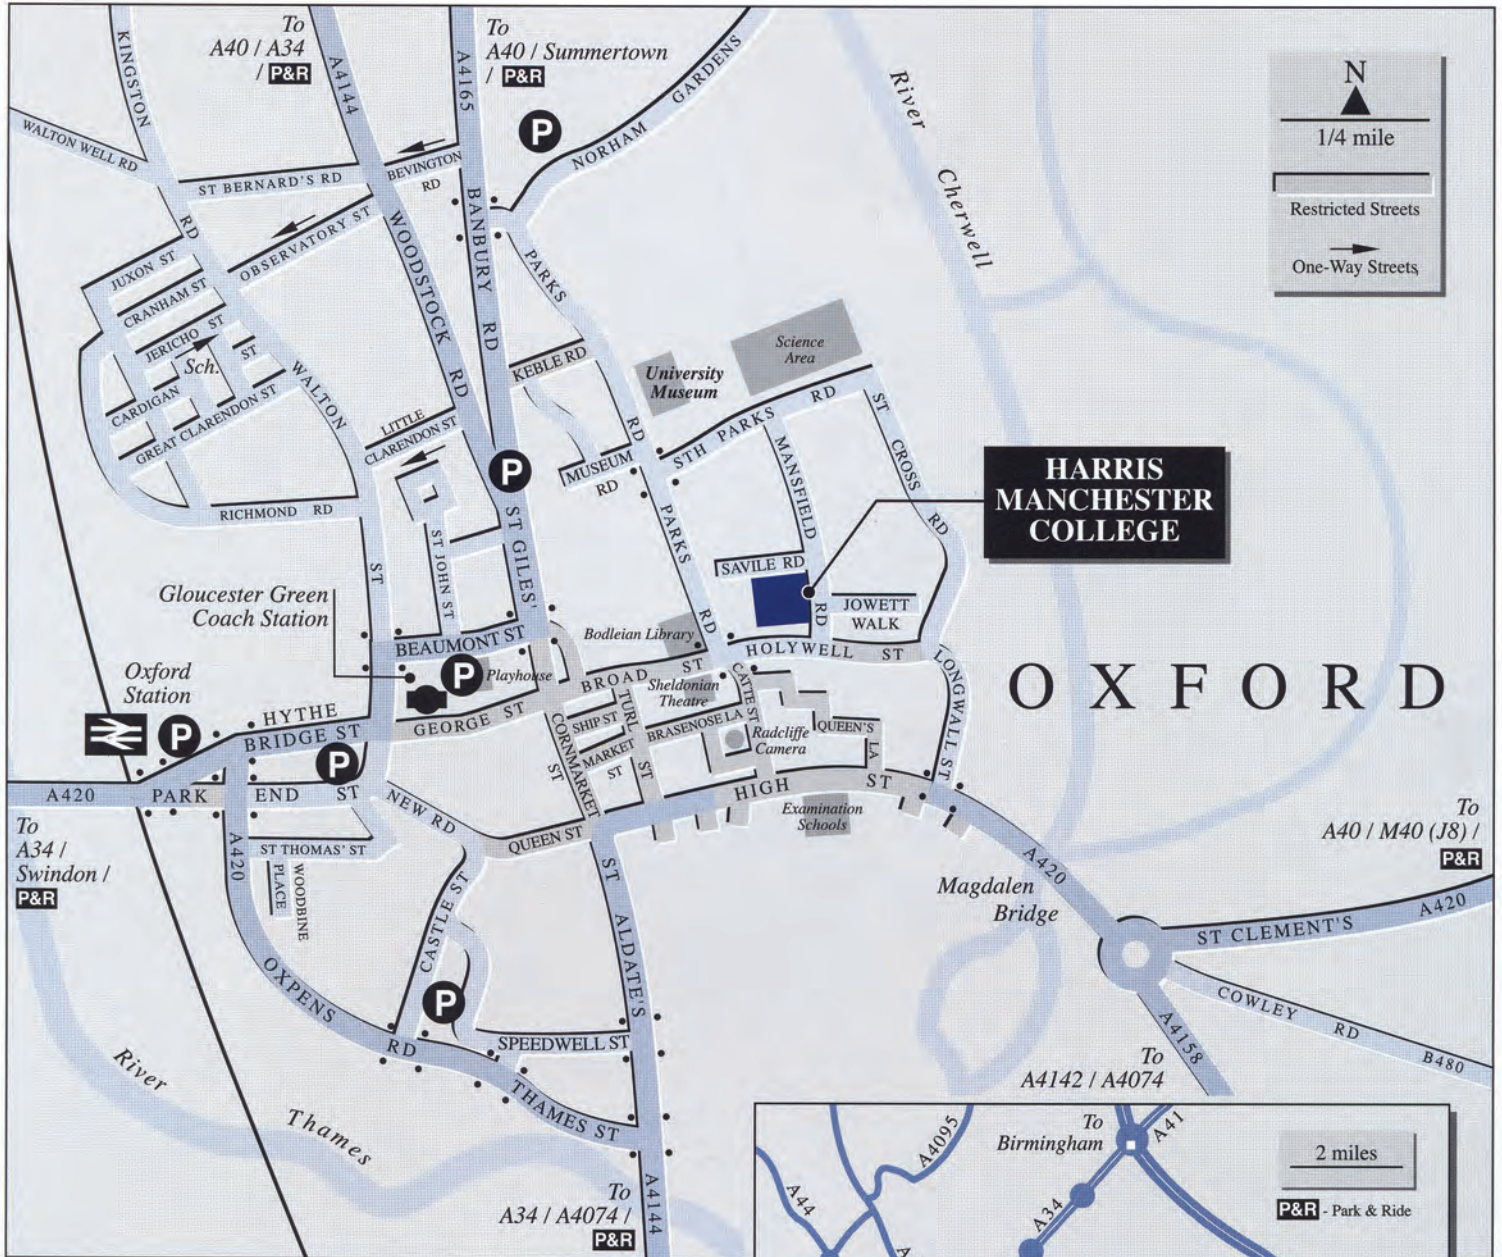 To
A40 / A34
/ P&R
To
A40 / Summertown
/ P&R
KINGSTON
RD
A4144
A4165
NORHAM GARDENS
River
Cherwell
N
1/4 mile
Restricted Streets
One-Way Streets
WALTON WELL RD
ST BERNARD'S RD
BEVINGTON
RD
P
OBSERVATORY ST
WOODSTOCK RD
BANBURY RD
PARKS
RD
JUXON ST
CRANHAM ST
JERICHO ST
Sch.
ST
CARDIGAN
GREAT CLARENDON ST
WALTON
ST
LITTLE
CLARENDON ST
KEBLE RD
University
Museum
Science
Area
STH PARKS RD
ST CROSS RD
MANSFIELD
RD
MUSEUM
RD
P
RICHMOND RD
ST JOHN ST
ST GILES'
PARKS
RD
HARRIS
MANCHESTER
COLLEGE
SAVILE RD
JOWETT
WALK
Gloucester Green
Coach Station
BEAUMONT ST
Bodleian Library
HOLYWELL ST
LONGWALL ST
OXFORD
Oxford
Station
P
P
Playhouse
BROAD ST
Sheldonian
Theatre
CATTE ST
HYTHE
BRIDGE ST
GEORGE ST
CORNMARKET
ST
SHIP ST
TURL
ST
MARKET
ST
BRASENOSE LA
Radcliffe
Camera
QUEEN'S
LA
P
A420
PARK END ST
NEW RD
QUEEN ST
HIGH ST
Examination
Schools
To
A34 /
Swindon /
P&R
A420
ST THOMAS' ST
WOODBINE
PLACE
CASTLE ST
ST ALDATE'S
A420
Magdalen
Bridge
To
A40 / M40 (J8) /
P&R
ST CLEMENT'S
A420
COWLEY RD
B480
A4158
To
A4142 / A4074
OXPENS
RD
P
SPEEDWELL ST
THAMES ST
River
Thames
To
A34 / A4074 /
P&R
A4144
A4095
A44
To
Birmingham
A41
A34
2 miles
P&R - Park & Ride